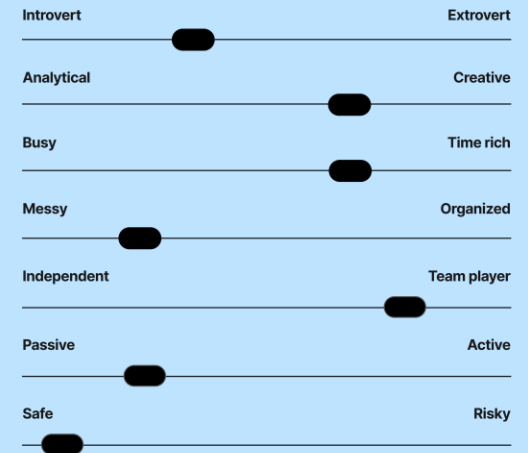 Introvert Extrovert
Analytical Creative
Busy Time rich
Messy Organized
Independent Team player
Passive Active
Safe Risky